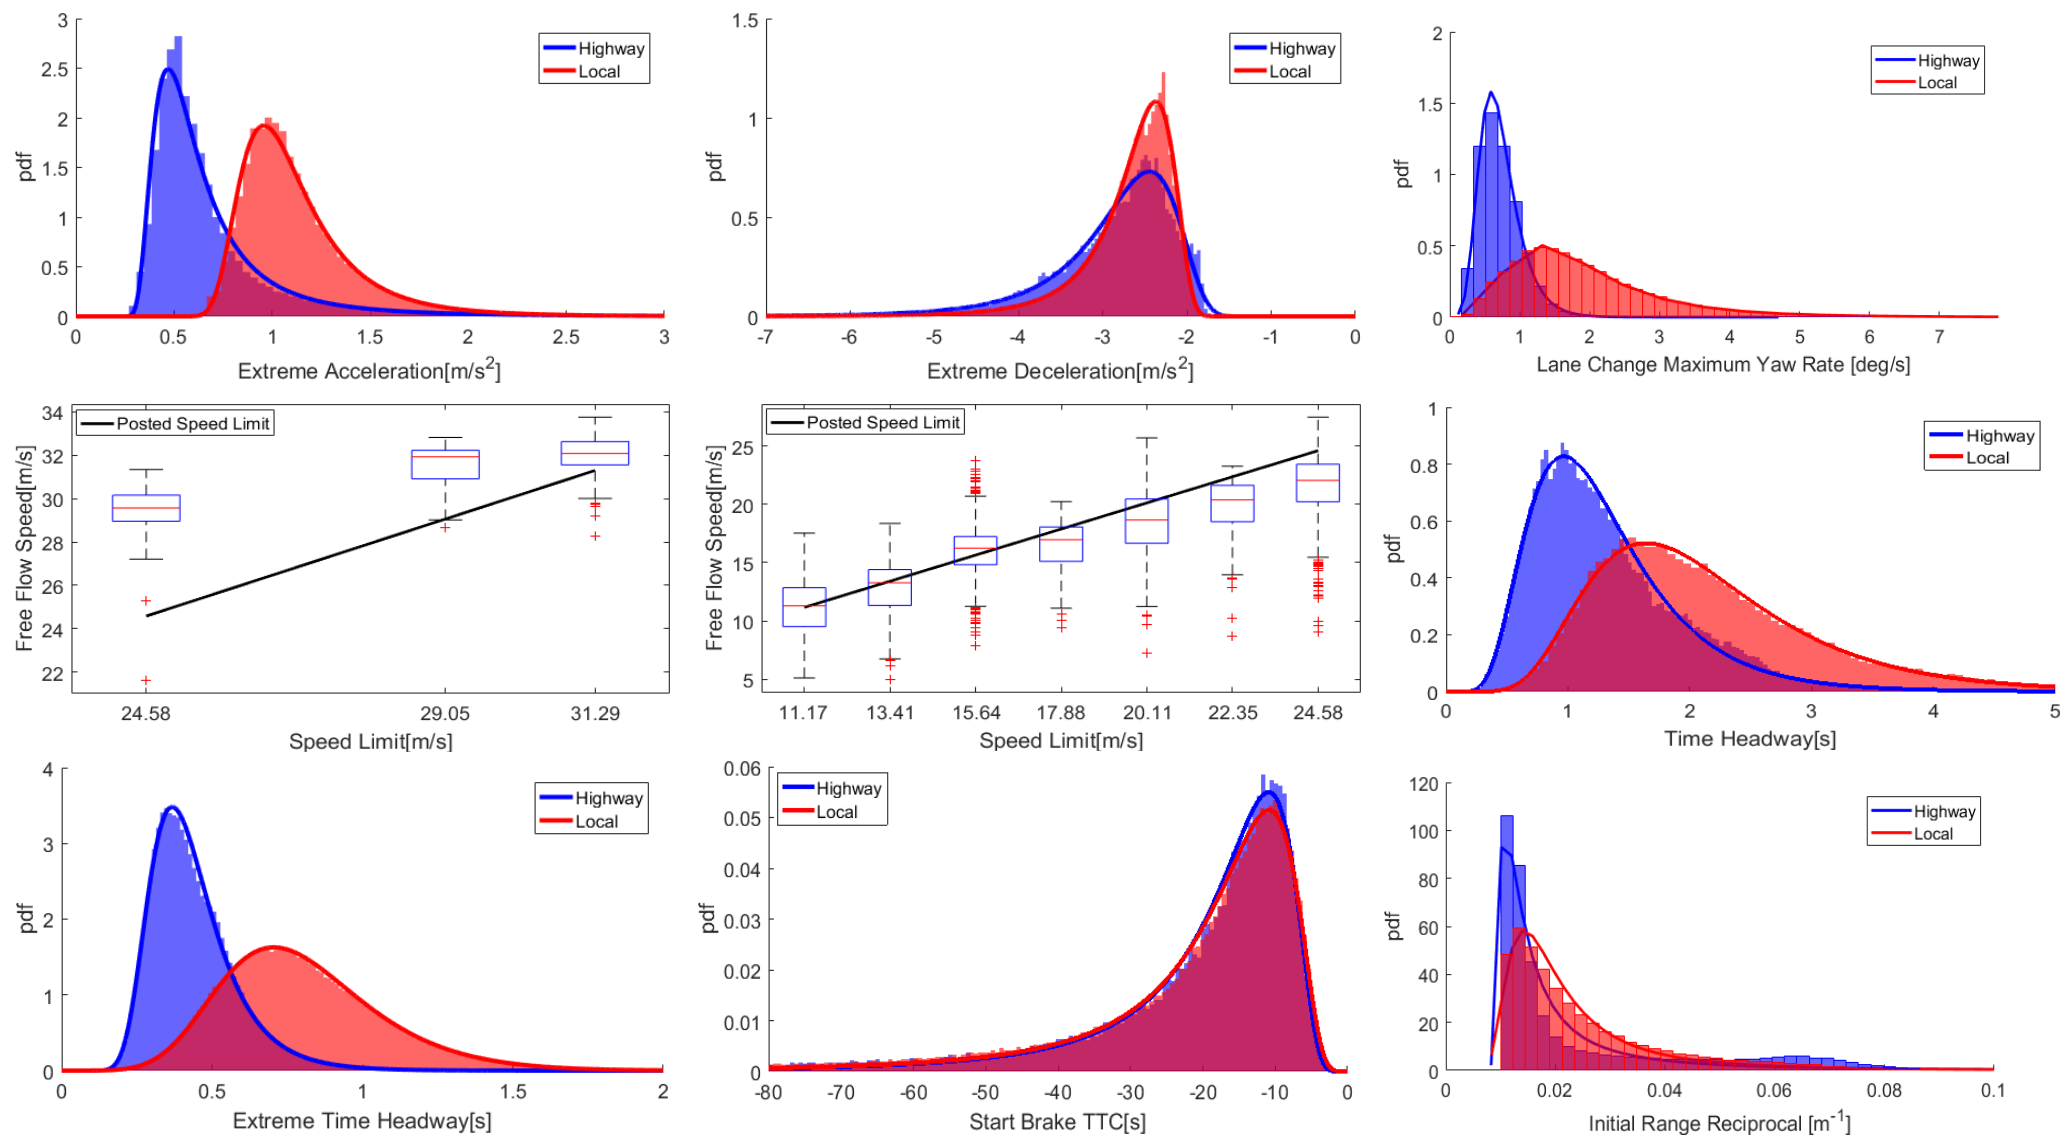 3
2.5
2
1.5
1
0.5
0
pdf
Highway
Local
0 0.5 1 1.5 2 2.5 3
Extreme Acceleration[m/s²]
1.5
1
0.5
0
pdf
Highway
Local
-7 -6 -5 -4 -3 -2 -1 0
Extreme Deceleration[m/s²]
2
1.5
1
0.5
0
pdf
Highway
Local
0 1 2 3 4 5 6 7
Lane Change Maximum Yaw Rate [deg/s]
34
32
30
28
26
24
22
Free Flow Speed[m/s]
Posted Speed Limit
24.58 29.05 31.29
Speed Limit[m/s]
25
20
15
10
5
Free Flow Speed[m/s]
Posted Speed Limit
11.17 13.41 15.64 17.88 20.11 22.35 24.58
Speed Limit[m/s]
1
0.8
0.6
0.4
0.2
0
pdf
Highway
Local
0 1 2 3 4 5
Time Headway[s]
4
3
2
1
0
pdf
Highway
Local
0 0.5 1 1.5 2
Extreme Time Headway[s]
0.06
0.05
0.04
0.03
0.02
0.01
0
pdf
Highway
Local
-80 -70 -60 -50 -40 -30 -20 -10 0
Start Brake TTC[s]
120
100
80
60
40
20
0
pdf
Highway
Local
0 0.02 0.04 0.06 0.08 0.1
Initial Range Reciprocal [m⁻¹]